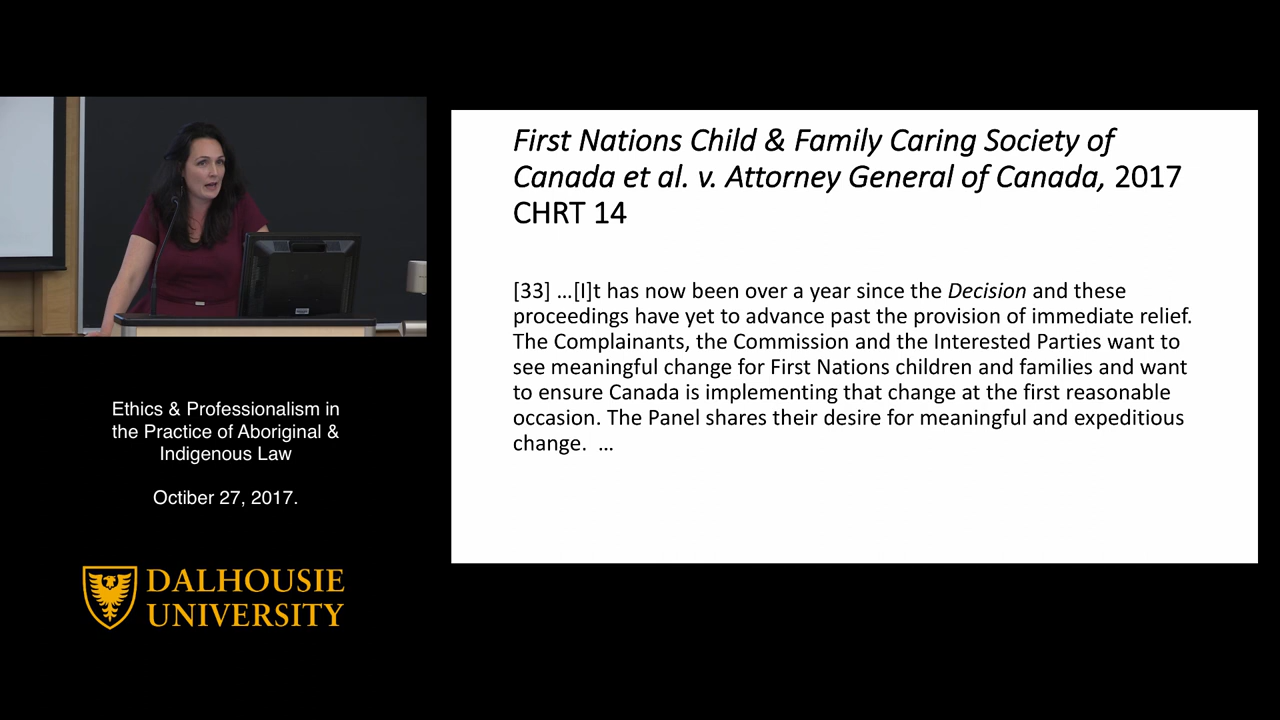 First Nations Child & Family Caring Society of
Canada et al. v. Attorney General of Canada, 2017
CHRT 14
[33] …[I]t has now been over a year since the Decision and these
proceedings have yet to advance past the provision of immediate relief.
The Complainants, the Commission and the Interested Parties want to
see meaningful change for First Nations children and families and want
to ensure Canada is implementing that change at the first reasonable
occasion. The Panel shares their desire for meaningful and expeditious
change. …
Ethics & Professionalism in
the Practice of Aboriginal &
Indigenous Law
Octiber 27, 2017.
DALHOUSIE
UNIVERSITY